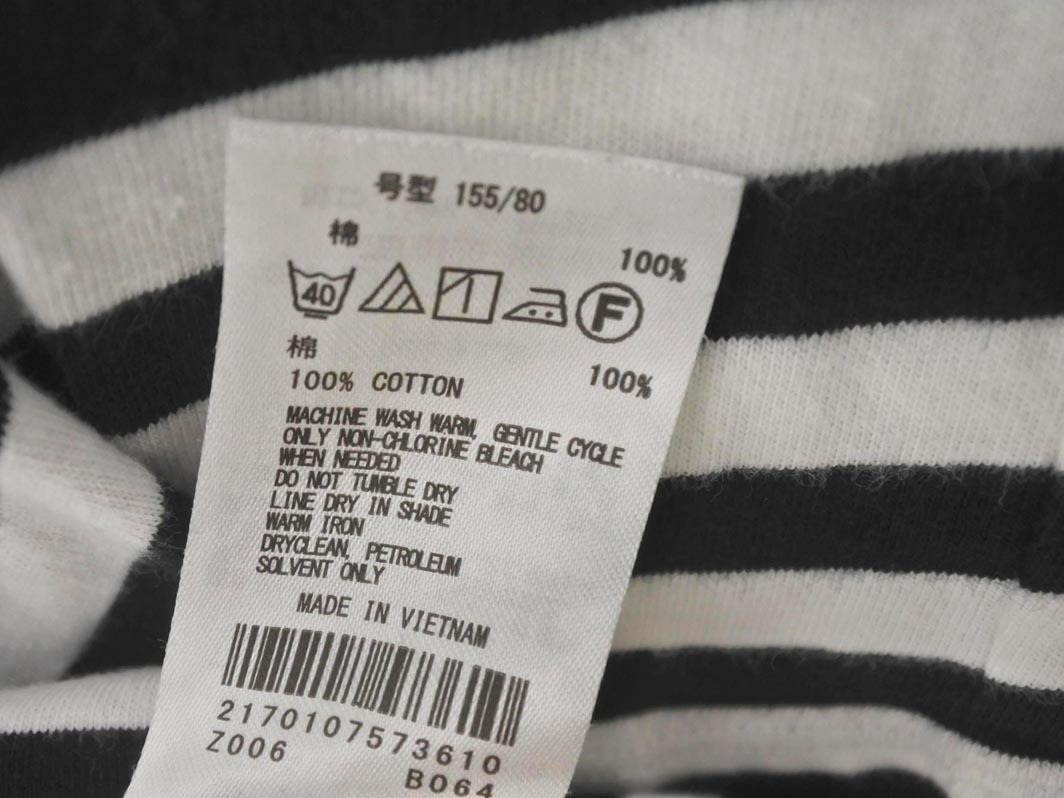 号型 155/80
棉
100%
40 F
棉
100%
100% COTTON
MACHINE WASH WARM, GENTLE CYCLE
ONLY NON-CHLORINE BLEACH
WHEN NEEDED
DO NOT TUMBLE DRY
LINE DRY IN SHADE
WARM IRON
DRYCLEAN, PETROLEUM
SOLVENT ONLY
MADE IN VIETNAM
2170107573610
Z006
B064